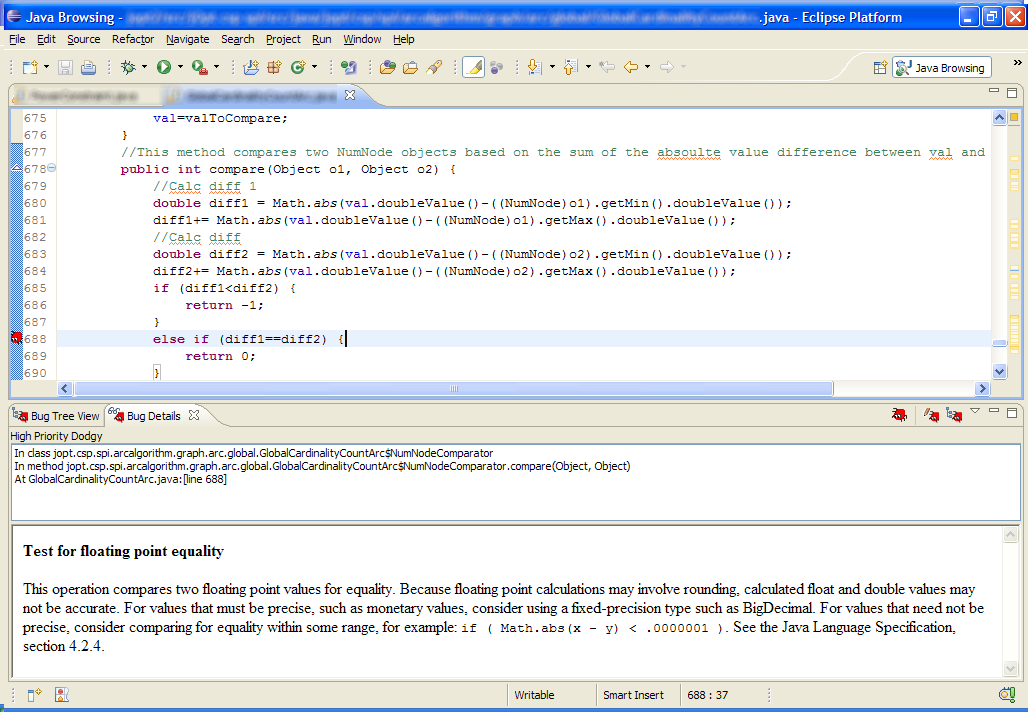 Java Browsing -
.java - Eclipse Platform
File Edit Source Refactor Navigate Search Project Run Window Help
Java Browsing
675 val=valToCompare;
676 }
677 //This method compares two NumNode objects based on the sum of the absoulte value difference between val and
678 public int compare(Object o1, Object o2) {
679 //Calc diff 1
680 double diff1 = Math.abs(val.doubleValue()-((NumNode)o1).getMin().doubleValue());
681 diff1+= Math.abs(val.doubleValue()-((NumNode)o1).getMax().doubleValue());
682 //Calc diff
683 double diff2 = Math.abs(val.doubleValue()-((NumNode)o2).getMin().doubleValue());
684 diff2+= Math.abs(val.doubleValue()-((NumNode)o2).getMax().doubleValue());
685 if (diff1<diff2) {
686 return -1;
687 }
688 else if (diff1==diff2) {
689 return 0;
690 }
Bug Tree View Bug Details
High Priority Dodgy
In class jopt.csp.spi.arcalgorithm.graph.arc.global.GlobalCardinalityCountArc$NumNodeComparator
In method jopt.csp.spi.arcalgorithm.graph.arc.global.GlobalCardinalityCountArc$NumNodeComparator.compare(Object, Object)
At GlobalCardinalityCountArc.java:[line 688]
Test for floating point equality
This operation compares two floating point values for equality. Because floating point calculations may involve rounding, calculated float and double values may
not be accurate. For values that must be precise, such as monetary values, consider using a fixed-precision type such as BigDecimal. For values that need not be
precise, consider comparing for equality within some range, for example: if ( Math.abs(x - y) < .0000001 ). See the Java Language Specification,
section 4.2.4.
Writable Smart Insert 688 : 37